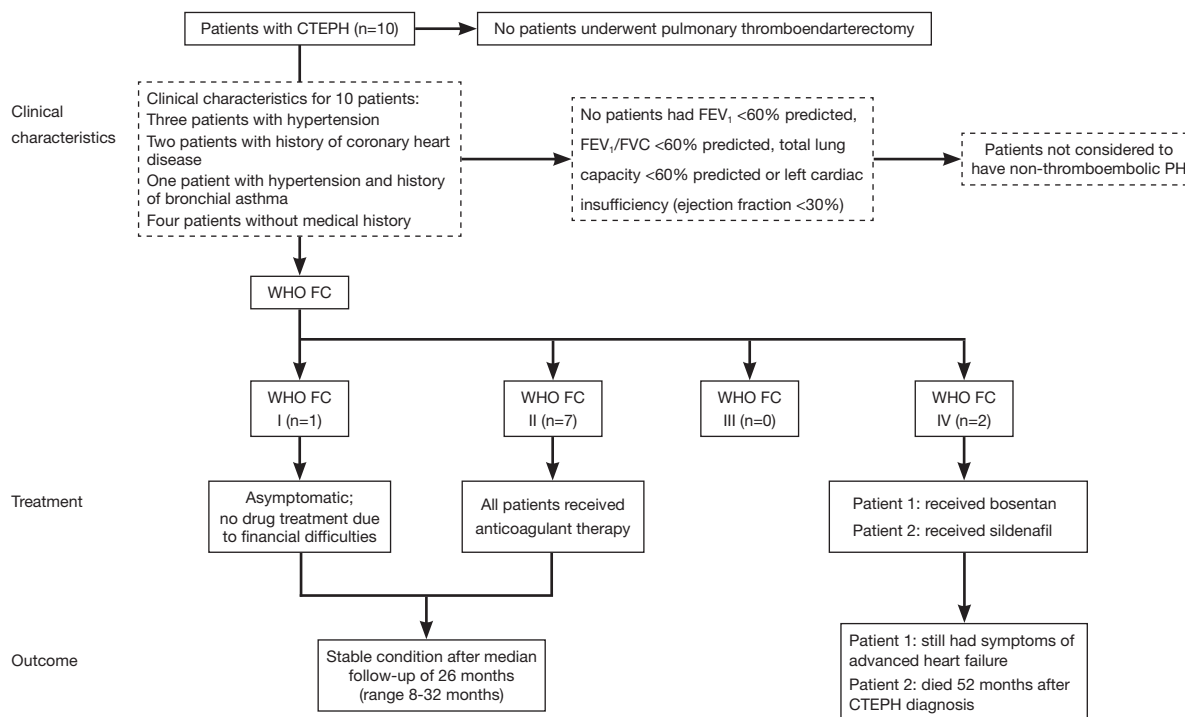 Patients with CTEPH (n=10)
No patients underwent pulmonary thromboendarterectomy
Clinical
characteristics
Clinical characteristics for 10 patients:
Three patients with hypertension
Two patients with history of coronary heart
disease
One patient with hypertension and history
of bronchial asthma
Four patients without medical history
No patients had FEV₁ <60% predicted,
FEV₁/FVC <60% predicted, total lung
capacity <60% predicted or left cardiac
insufficiency (ejection fraction <30%)
Patients not considered to
have non-thromboembolic PH
WHO FC
WHO FC
I (n=1)
WHO FC
II (n=7)
WHO FC
III (n=0)
WHO FC
IV (n=2)
Treatment
Asymptomatic;
no drug treatment due
to financial difficulties
All patients received
anticoagulant therapy
Patient 1: received bosentan
Patient 2: received sildenafil
Outcome
Stable condition after median
follow-up of 26 months
(range 8-32 months)
Patient 1: still had symptoms of
advanced heart failure
Patient 2: died 52 months after
CTEPH diagnosis